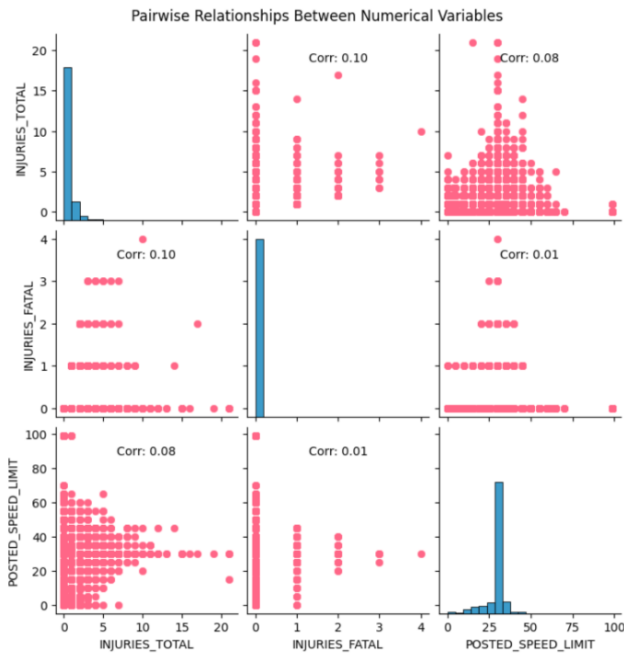 Pairwise Relationships Between Numerical Variables
INJURIES_TOTAL
20
15
10
5
0
Corr: 0.10
Corr: 0.08
INJURIES_FATAL
4
3
2
1
0
Corr: 0.10
Corr: 0.01
POSTED_SPEED_LIMIT
100
80
60
40
20
0
Corr: 0.08
Corr: 0.01
0 10 20
0 1 2 3 4
0 25 50 75 100
INJURIES_TOTAL
INJURIES_FATAL
POSTED_SPEED_LIMIT